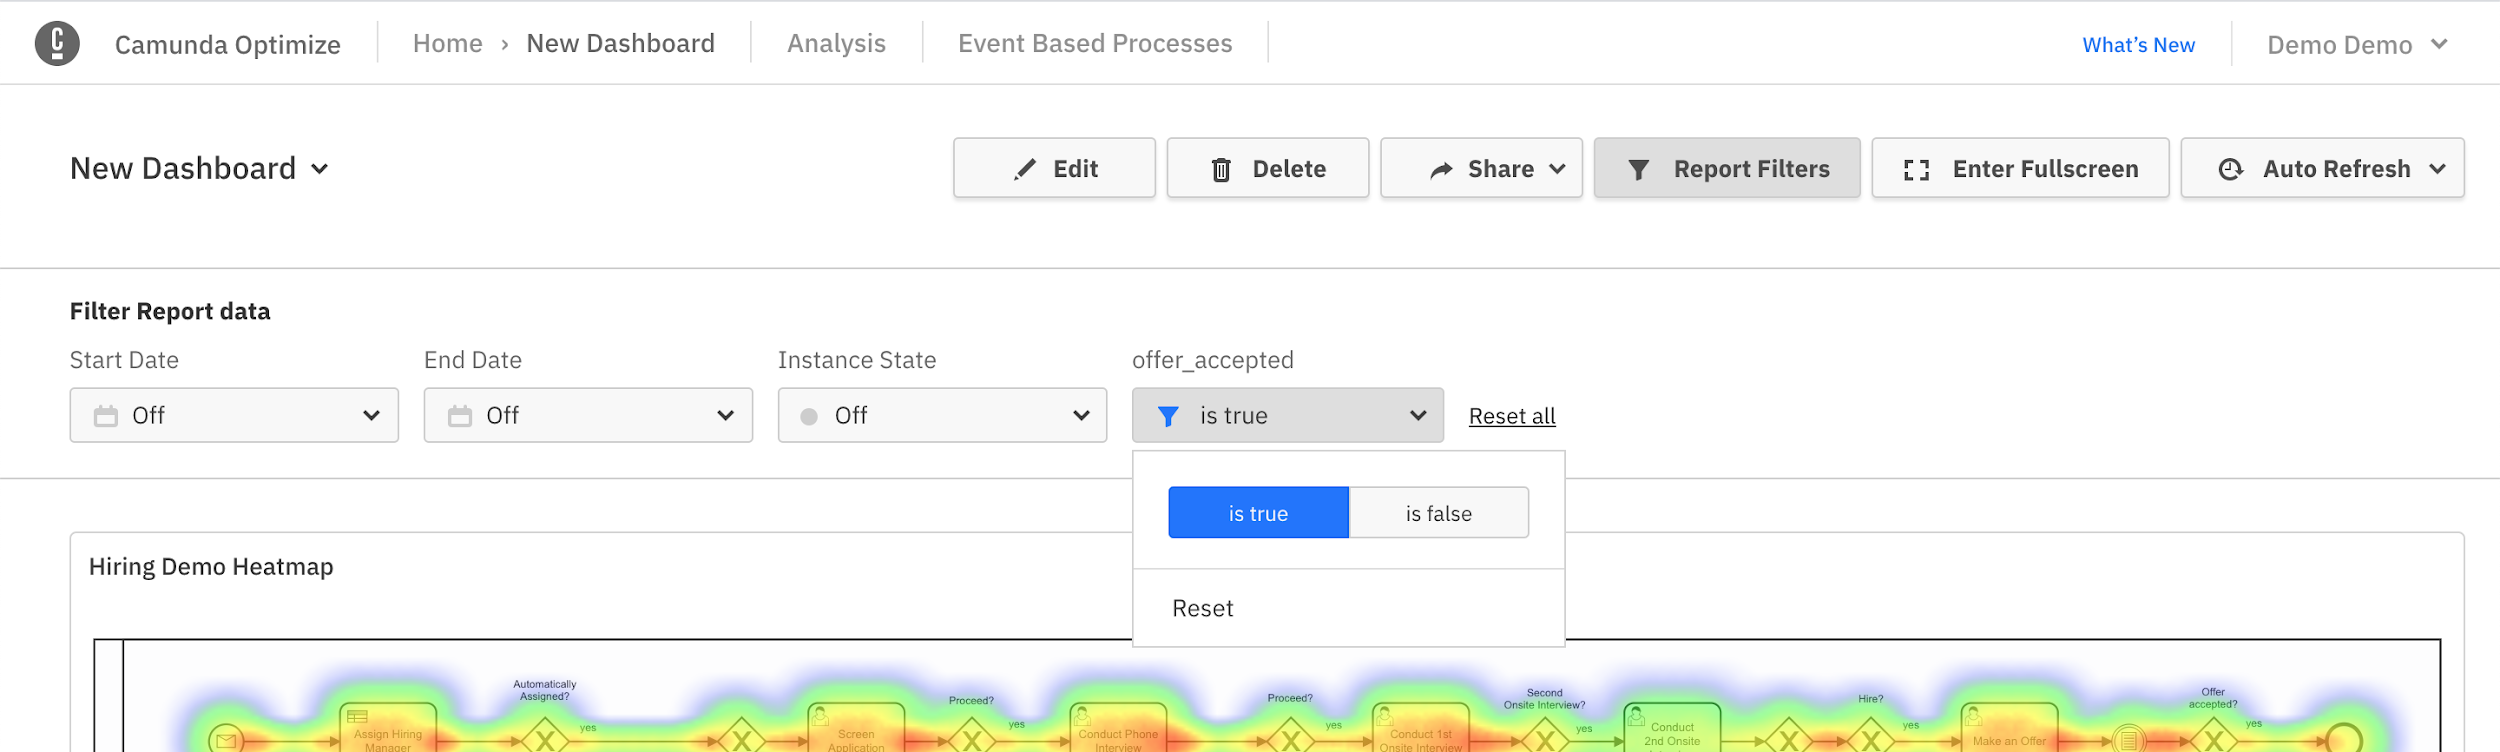 Camunda Optimize Home › New Dashboard Analysis Event Based Processes What's New Demo Demo
New Dashboard Edit Delete Share Report Filters Enter Fullscreen Auto Refresh
Filter Report data
Start Date End Date Instance State offer_accepted
Off Off Off is true Reset all
is true is false
Hiring Demo Heatmap
Reset
Automatically
Assigned?
yes
Assign Hiring
Manager
Screen
Application
Proceed?
yes
Conduct Phone
Interview
Proceed?
yes
Conduct 1st
Onsite Interview
Second
Onsite Interview?
yes
Conduct
2nd Onsite
Hire?
yes
Make an Offer
Offer
accepted?
yes